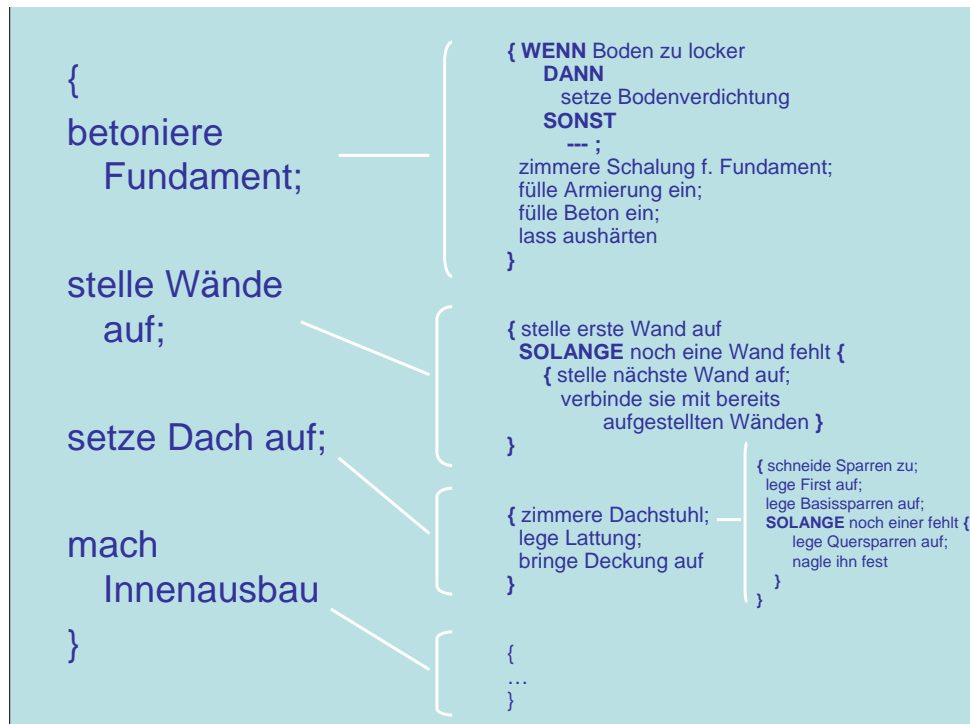 {
betoniere
Fundament;
stelle Wände
auf;
setze Dach auf;
mach
Innenausbau
}
{ WENN Boden zu locker
DANN
setze Bodenverdichtung
SONST
--- ;
zimmere Schalung f. Fundament;
fülle Armierung ein;
fülle Beton ein;
lass aushärten
}
{ stelle erste Wand auf
SOLANGE noch eine Wand fehlt {
{ stelle nächste Wand auf;
verbinde sie mit bereits
aufgestellten Wänden }
}
{ zimmere Dachstuhl;
lege Lattung;
bringe Deckung auf
}
{ schneide Sparren zu;
lege First auf;
lege Basissparren auf;
SOLANGE noch einer fehlt {
lege Quersparren auf;
nagle ihn fest
}
}
{
…
}